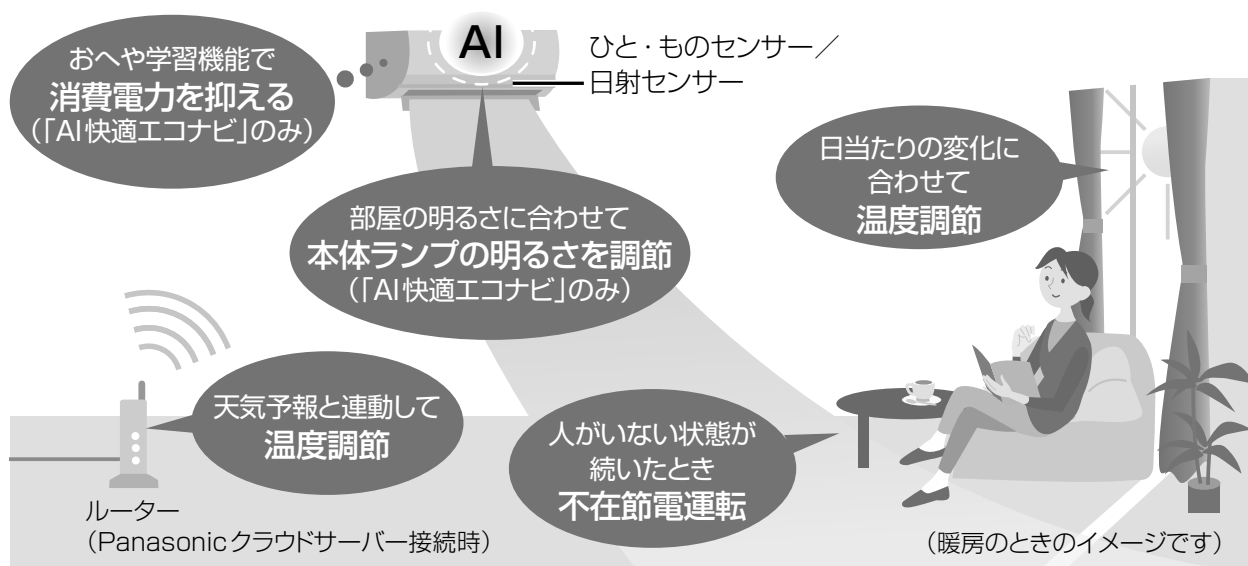 AI
ひと・ものセンサー／
日射センサー
おへや学習機能で
消費電力を抑える
（「AI快適エコナビ」のみ）
部屋の明るさに合わせて
本体ランプの明るさを調節
（「AI快適エコナビ」のみ）
日当たりの変化に
合わせて
温度調節
天気予報と連動して
温度調節
人がいない状態が
続いたとき
不在節電運転
ルーター
（Panasonicクラウドサーバー接続時）
（暖房のときのイメージです）